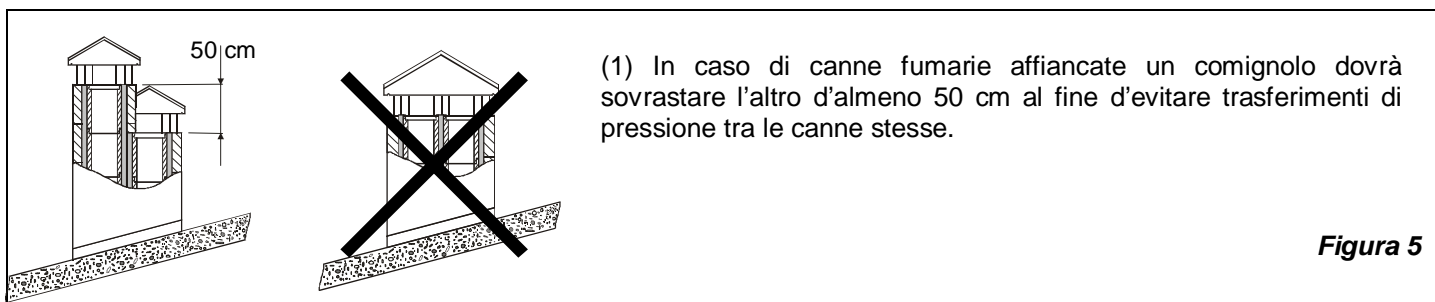 50 cm
(1) In caso di canne fumarie affiancate un comignolo dovrà
sovrastare l'altro d'almeno 50 cm al fine d'evitare trasferimenti di
pressione tra le canne stesse.
Figura 5